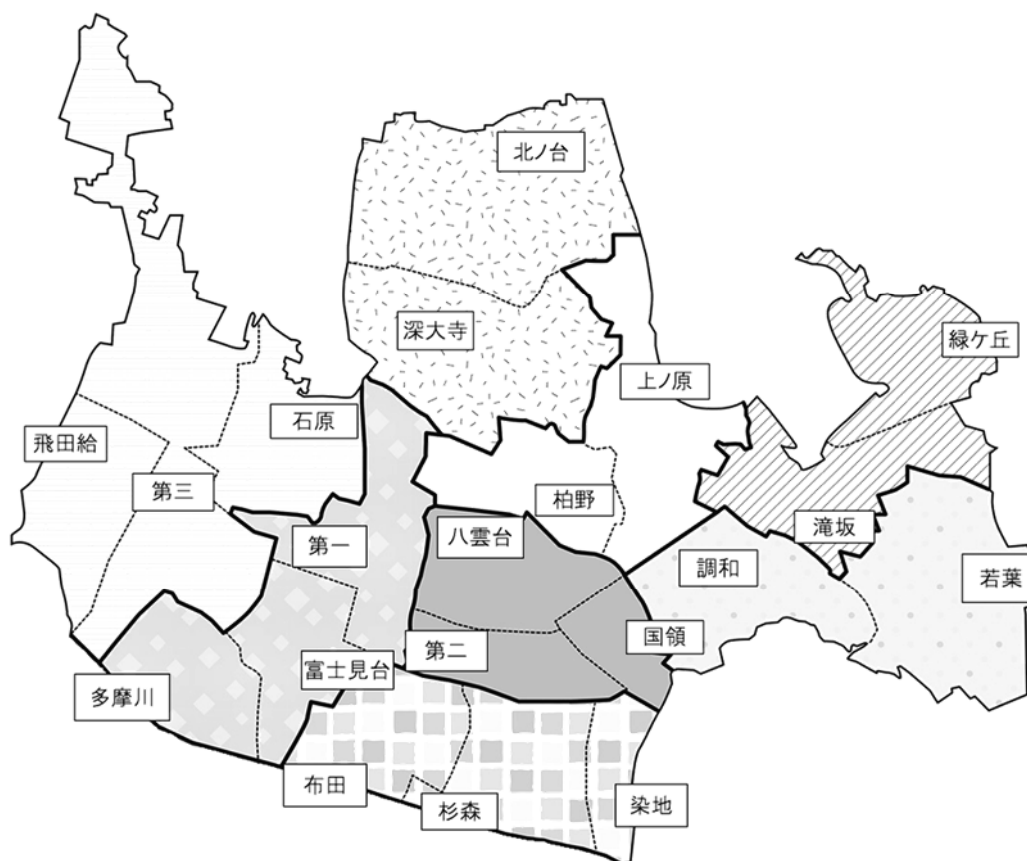 北ノ台
深大寺
緑ケ丘
上ノ原
石原
飛田給
第三
柏野
滝坂
第一
八雲台
調和
若葉
国領
第二
富士見台
多摩川
布田
杉森
染地